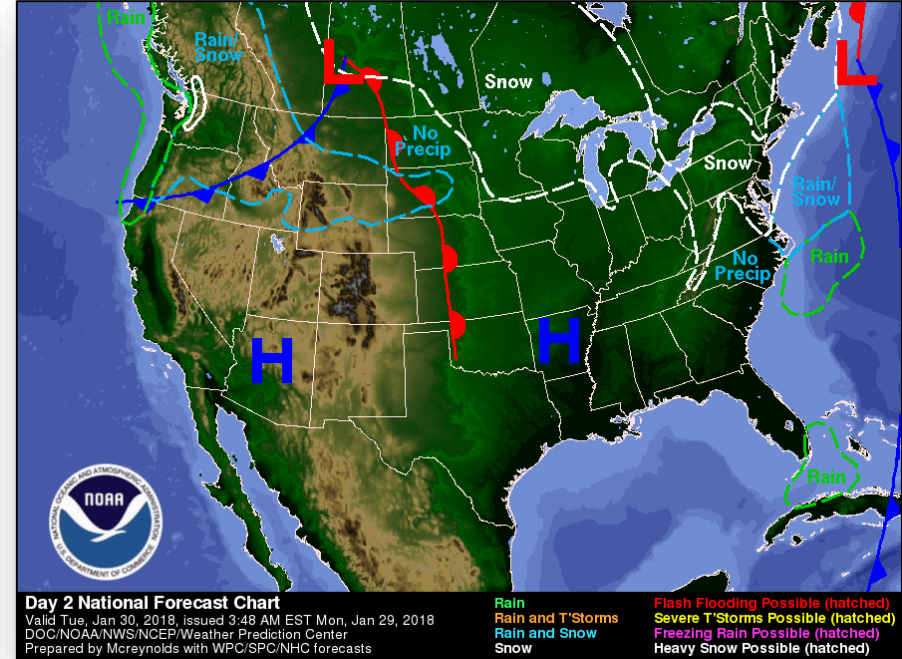 Rain
Rain/
Snow
L
L
Snow
No
Precip
Snow
Rain/
Snow
No
Precip
Rain
H
H
Rain
NATIONAL OCEANIC AND ATMOSPHERIC ADMINISTRATION
NOAA
U.S. DEPARTMENT OF COMMERCE
Day 2 National Forecast Chart
Valid Tue, Jan 30, 2018, issued 3:48 AM EST Mon, Jan 29, 2018
DOC/NOAA/NWS/NCEP/Weather Prediction Center
Prepared by Mcreynolds with WPC/SPC/NHC forecasts
Rain
Rain and T'Storms
Rain and Snow
Snow
Flash Flooding Possible (hatched)
Severe T'Storms Possible (hatched)
Freezing Rain Possible (hatched)
Heavy Snow Possible (hatched)